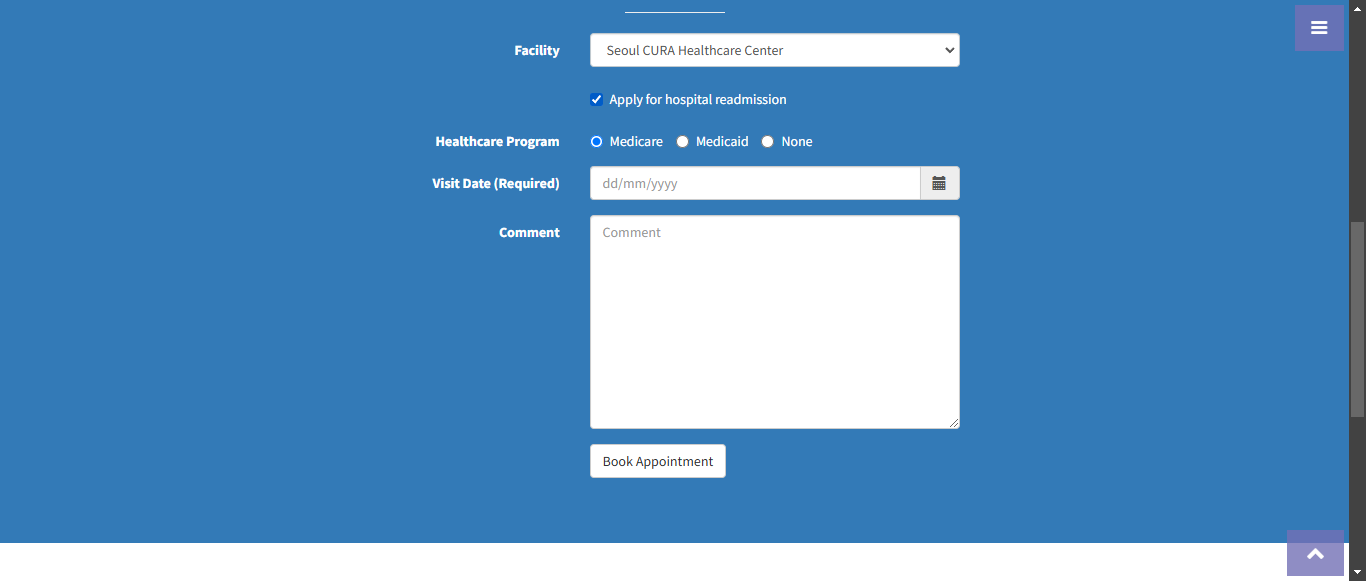 Facility
Seoul CURA Healthcare Center
Apply for hospital readmission
Healthcare Program
Medicare Medicaid None
Visit Date (Required)
dd/mm/yyyy
Comment
Comment
Book Appointment